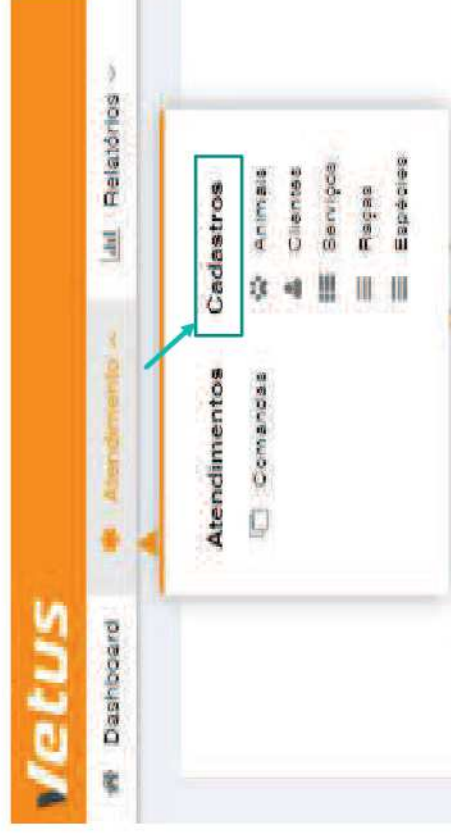 Vetus
Dashboard
Atendimento
Relatórios
Atendimentos
Comandas
Cadastros
Animais
Clientes
Serviços
Raças
Espécies